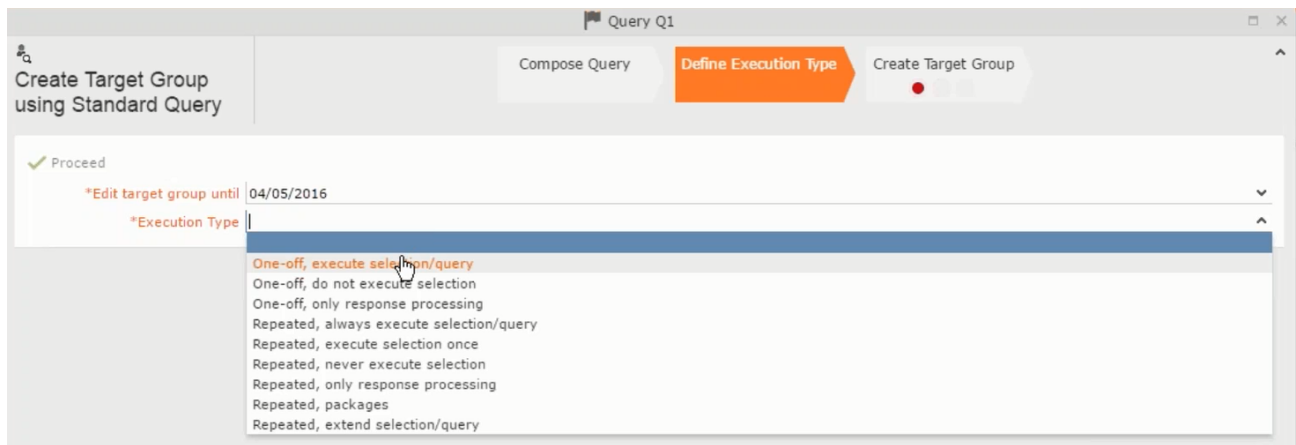 Query Q1
Create Target Group
using Standard Query
Compose Query
Define Execution Type
Create Target Group
Proceed
*Edit target group until 04/05/2016
*Execution Type
One-off, execute selection/query
One-off, do not execute selection
One-off, only response processing
Repeated, always execute selection/query
Repeated, execute selection once
Repeated, never execute selection
Repeated, only response processing
Repeated, packages
Repeated, extend selection/query